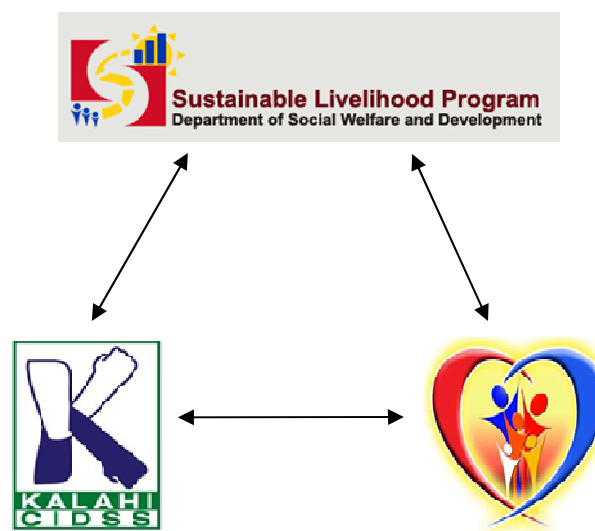 Sustainable Livelihood Program
Department of Social Welfare and Development
KALAHI
CIDSS